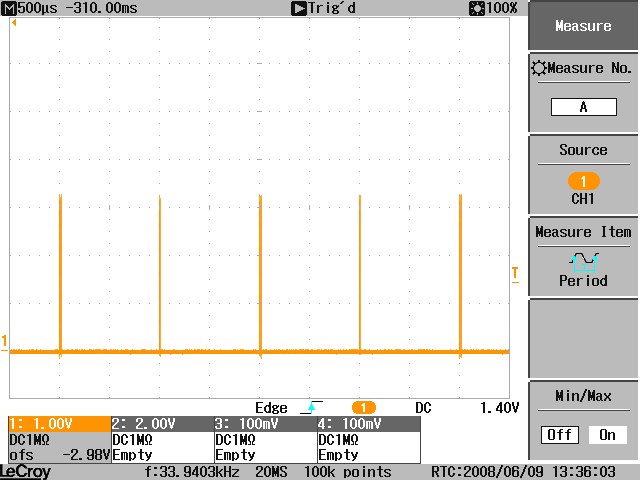 M 500µs -310.00ms Trig'd 100%
Measure
Measure No.
A
Source
1
CH1
Measure Item
Period
T
1
Edge 1 DC 1.40V
Min/Max
Off On
1: 1.00V 2: 2.00V 3: 100mV 4: 100mV
DC1MΩ DC1MΩ DC1MΩ DC1MΩ
ofs -2.98V Empty Empty Empty
LeCroy f:33.9403kHz 20MS 100k points RTC:2008/06/09 13:36:03